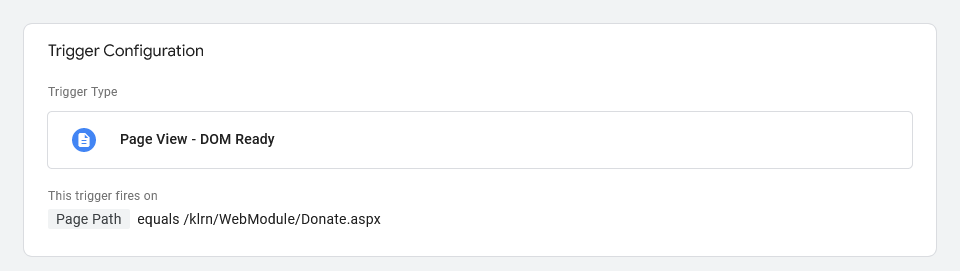 Trigger Configuration
Trigger Type
Page View - DOM Ready
This trigger fires on
Page Path equals /klrn/WebModule/Donate.aspx